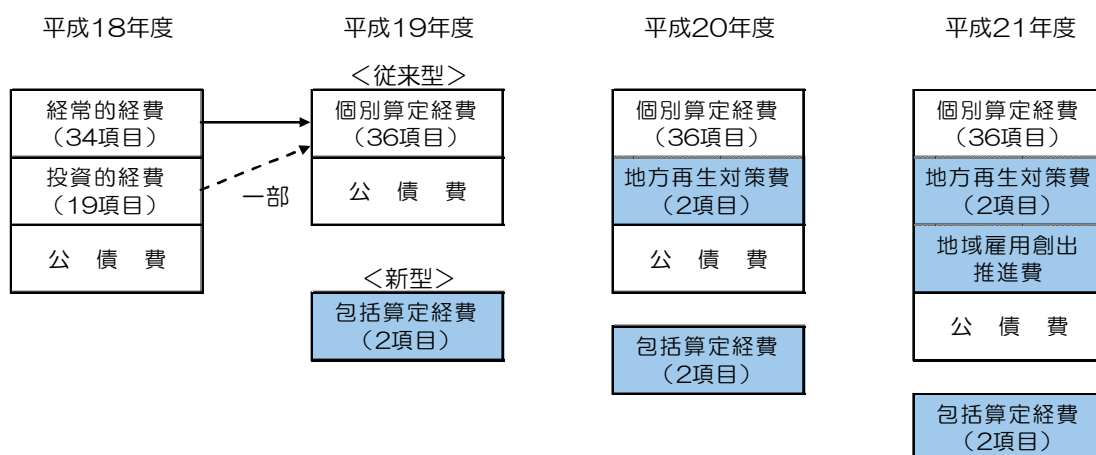 平成18年度
経常的経費
（34項目）
投資的経費
（19項目）
公　債　費
一部
平成19年度
＜従来型＞
個別算定経費
（36項目）
公　債　費
＜新型＞
包括算定経費
（2項目）
平成20年度
個別算定経費
（36項目）
地方再生対策費
（2項目）
公　債　費
包括算定経費
（2項目）
平成21年度
個別算定経費
（36項目）
地方再生対策費
（2項目）
地域雇用創出
推進費
公　債　費
包括算定経費
（2項目）